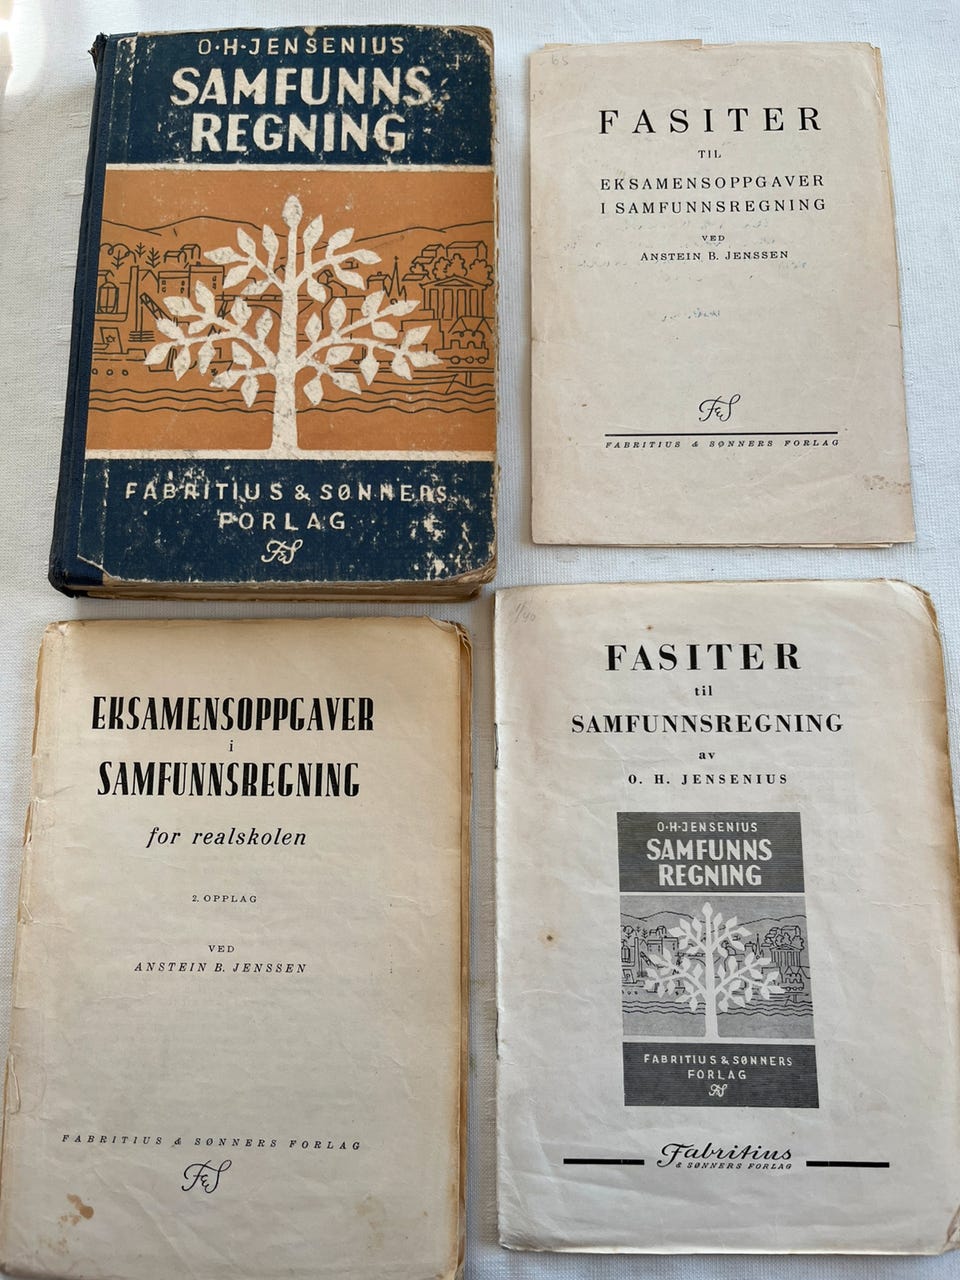 O·H·JENSENIUS
SAMFUNNS
REGNING
FABRITIUS & SØNNERS
FORLAG
F&S
FASITER
TIL
EKSAMENSOPPGAVER
I SAMFUNNSREGNING
VED
ANSTEIN B. JENSSEN
F&S
FABRITIUS & SØNNERS FORLAG
EKSAMENSOPPGAVER
i
SAMFUNNSREGNING
for realskolen
2. OPPLAG
VED
ANSTEIN B. JENSSEN
FABRITIUS & SØNNERS FORLAG
F&S
FASITER
til
SAMFUNNSREGNING
av
O. H. JENSENIUS
O·H·JENSENIUS
SAMFUNNS
REGNING
FABRITIUS & SØNNERS
FORLAG
F&S
Fabritius
& SØNNERS FORLAG